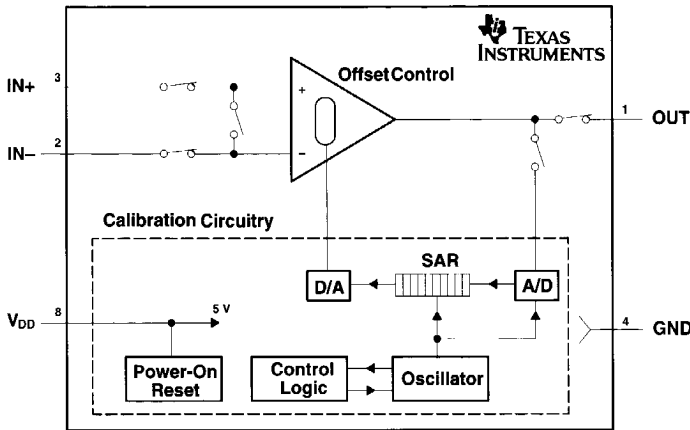 TEXAS
INSTRUMENTS
Offset Control
IN+ 3
IN– 2
1 OUT
Calibration Circuitry
SAR
D/A
A/D
VDD 8
5 V
4 GND
Power-On
Reset
Control
Logic
Oscillator
+
–